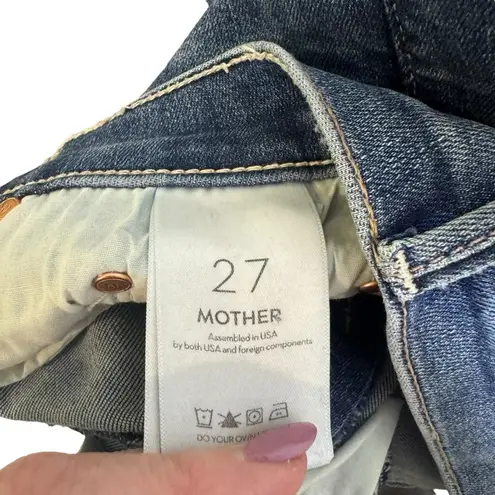 27
MOTHER
Assembled in USA
by both USA and foreign components
DO YOUR OWN